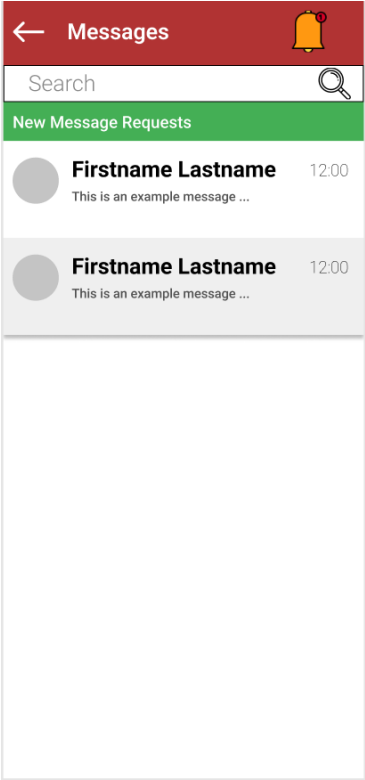 Messages
1
Search
New Message Requests
Firstname Lastname 12:00
This is an example message ...
Firstname Lastname 12:00
This is an example message ...